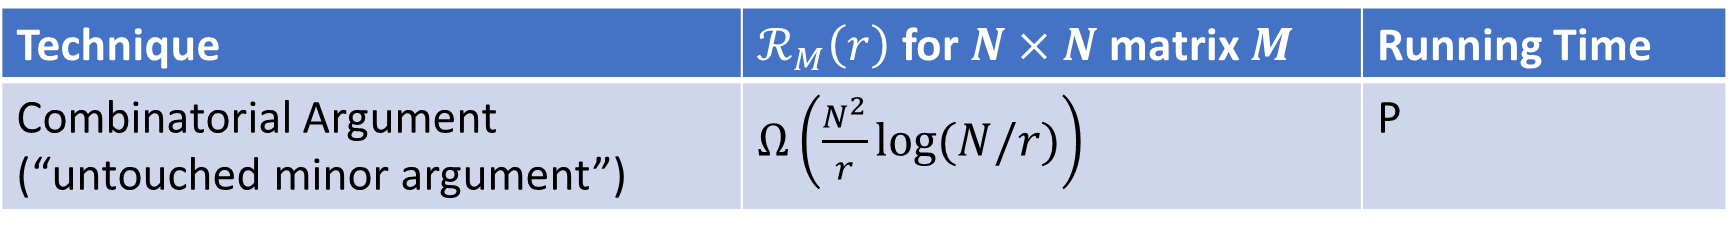 Technique
ℛ_M(r) for N × N matrix M
Running Time
Combinatorial Argument
("untouched minor argument")
Ω(N²/r log(N/r))
P